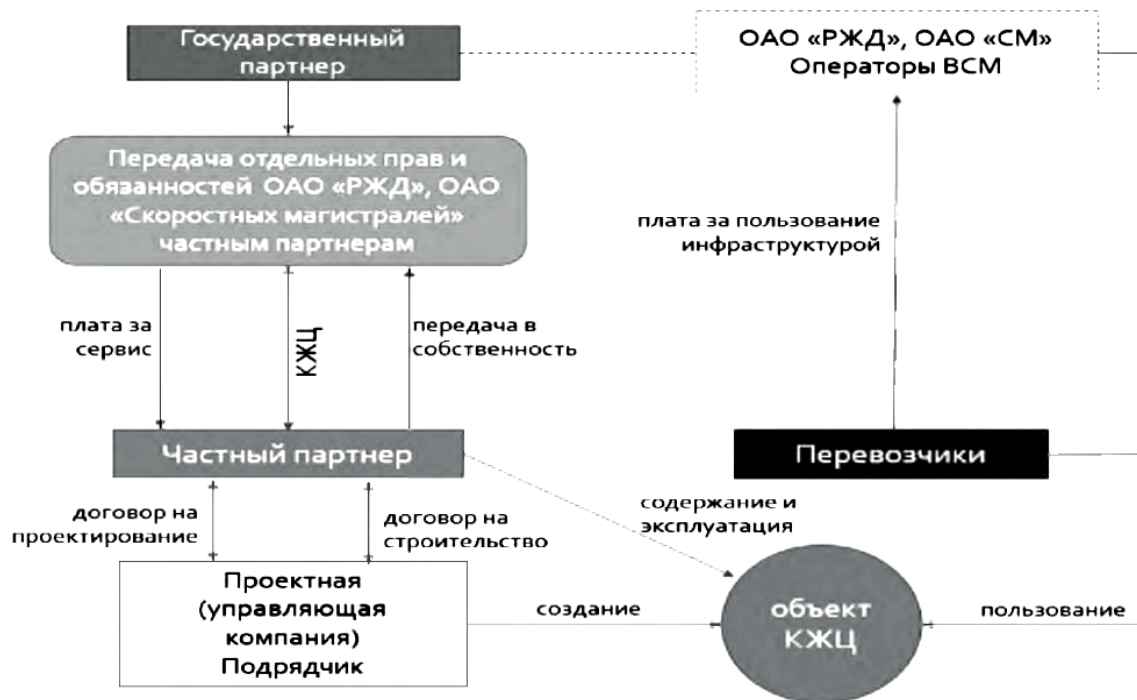 Государственный
партнер
ОАО «РЖД», ОАО «СМ»
Операторы ВСМ
Передача отдельных прав и
обязанностей ОАО «РЖД», ОАО
«Скоростных магистралей»
частным партнерам
плата за пользование
инфраструктурой
плата за
сервис
КЖЦ
передача в
собственность
Частный партнер
Перевозчики
договор на
проектирование
договор на
строительство
содержание и
эксплуатация
Проектная
(управляющая
компания)
Подрядчик
создание
объект
КЖЦ
пользование